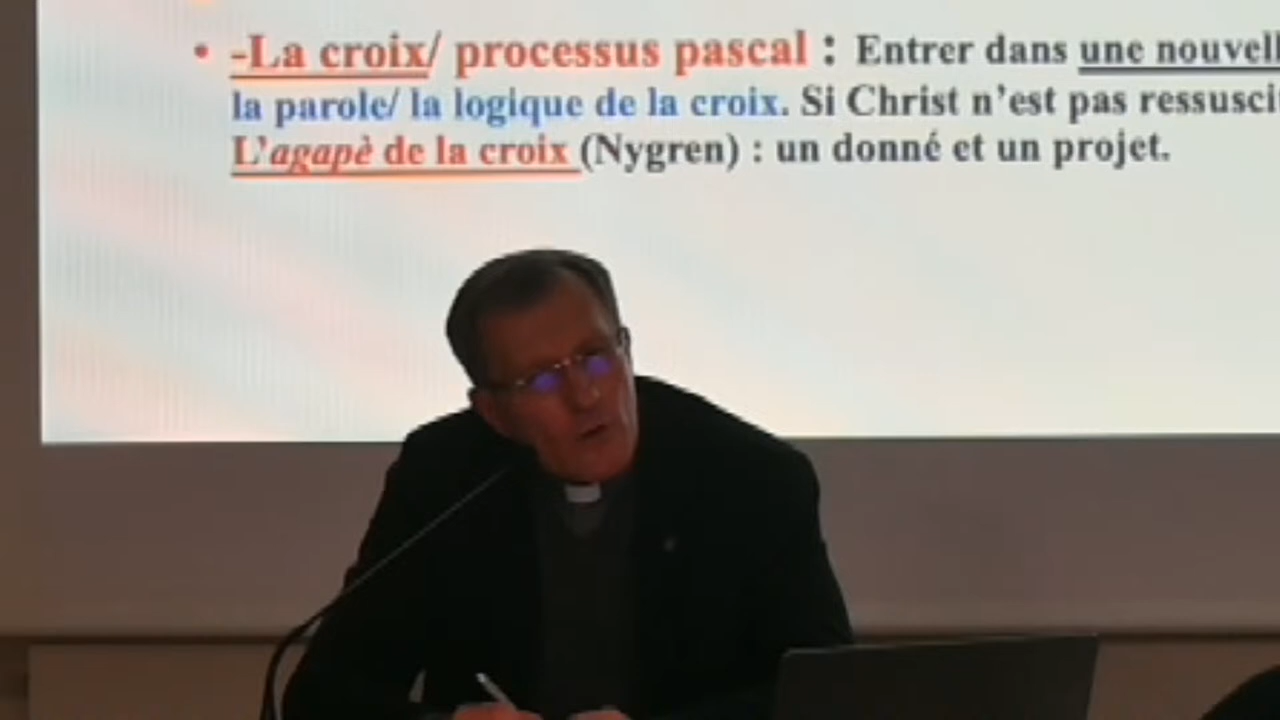 • -La croix/ processus pascal : Entrer dans une
la parole/ la logique de la croix. Si Christ n'est pas
L'agapè de la croix (Nygren) : un donné et un projet.